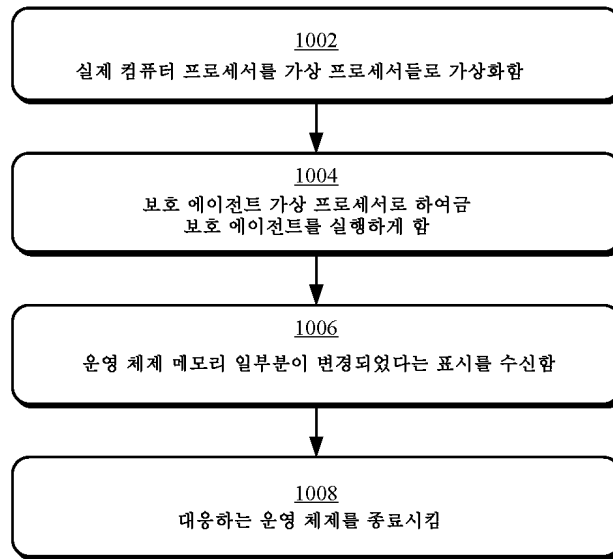 1002
실제 컴퓨터 프로세서를 가상 프로세서들로 가상화함
1004
보호 에이전트 가상 프로세서로 하여금
보호 에이전트를 실행하게 함
1006
운영 체제 메모리 일부분이 변경되었다는 표시를 수신함
1008
대응하는 운영 체제를 종료시킴